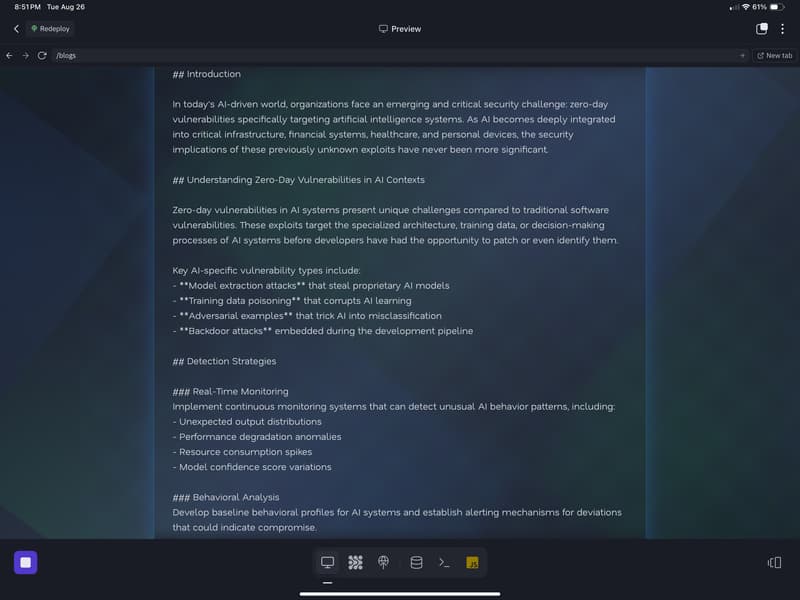 8:51 PM Tue Aug 26
61%
Redeploy
Preview
/blogs
New tab
## Introduction
In today's AI-driven world, organizations face an emerging and critical security challenge: zero-day
vulnerabilities specifically targeting artificial intelligence systems. As AI becomes deeply integrated
into critical infrastructure, financial systems, healthcare, and personal devices, the security
implications of these previously unknown exploits have never been more significant.
## Understanding Zero-Day Vulnerabilities in AI Contexts
Zero-day vulnerabilities in AI systems present unique challenges compared to traditional software
vulnerabilities. These exploits target the specialized architecture, training data, or decision-making
processes of AI systems before developers have had the opportunity to patch or even identify them.
Key AI-specific vulnerability types include:
- **Model extraction attacks** that steal proprietary AI models
- **Training data poisoning** that corrupts AI learning
- **Adversarial examples** that trick AI into misclassification
- **Backdoor attacks** embedded during the development pipeline
## Detection Strategies
### Real-Time Monitoring
Implement continuous monitoring systems that can detect unusual AI behavior patterns, including:
- Unexpected output distributions
- Performance degradation anomalies
- Resource consumption spikes
- Model confidence score variations
### Behavioral Analysis
Develop baseline behavioral profiles for AI systems and establish alerting mechanisms for deviations
that could indicate compromise.
JS